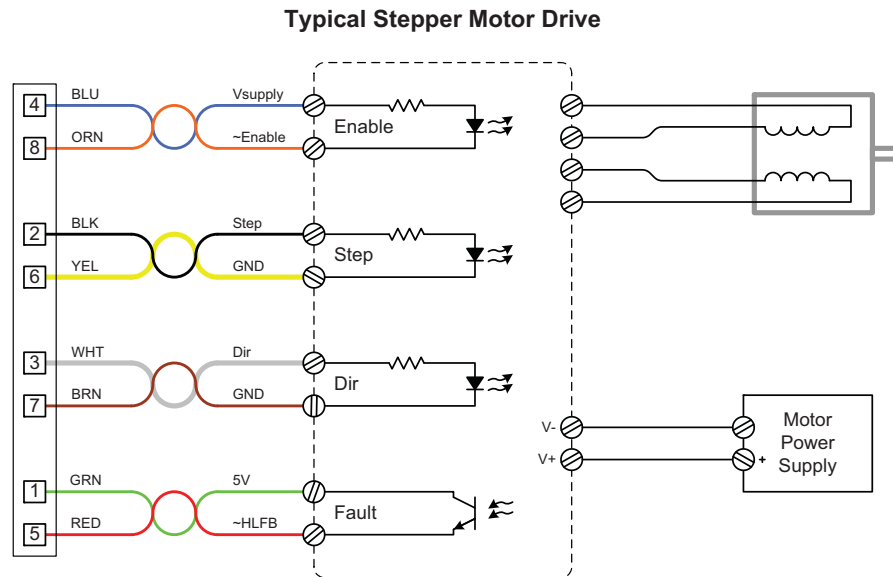 Typical Stepper Motor Drive
4 BLU Vsupply
Enable
8 ORN ~Enable
2 BLK Step
Step
6 YEL GND
3 WHT Dir
Dir
7 BRN GND
V-
V+
+
Motor
Power
Supply
1 GRN 5V
Fault
5 RED ~HLFB